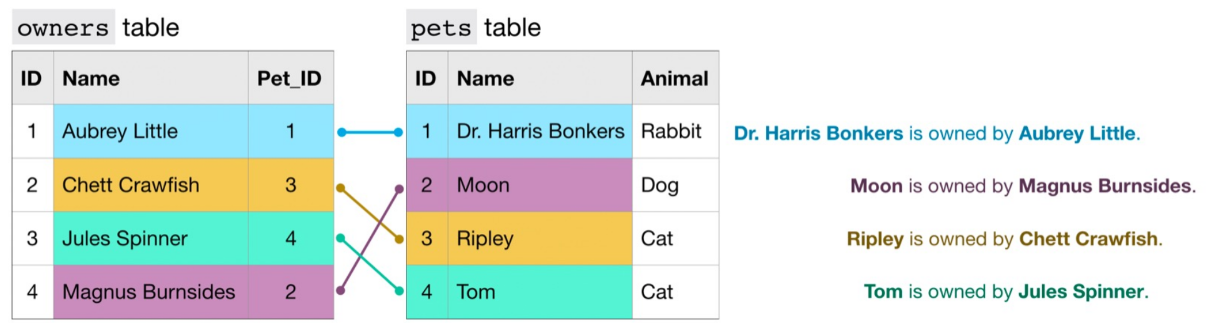 owners table
ID Name Pet_ID
1 Aubrey Little 1
2 Chett Crawfish 3
3 Jules Spinner 4
4 Magnus Burnsides 2
pets table
ID Name Animal
1 Dr. Harris Bonkers Rabbit
2 Moon Dog
3 Ripley Cat
4 Tom Cat
Dr. Harris Bonkers is owned by Aubrey Little.
Moon is owned by Magnus Burnsides.
Ripley is owned by Chett Crawfish.
Tom is owned by Jules Spinner.